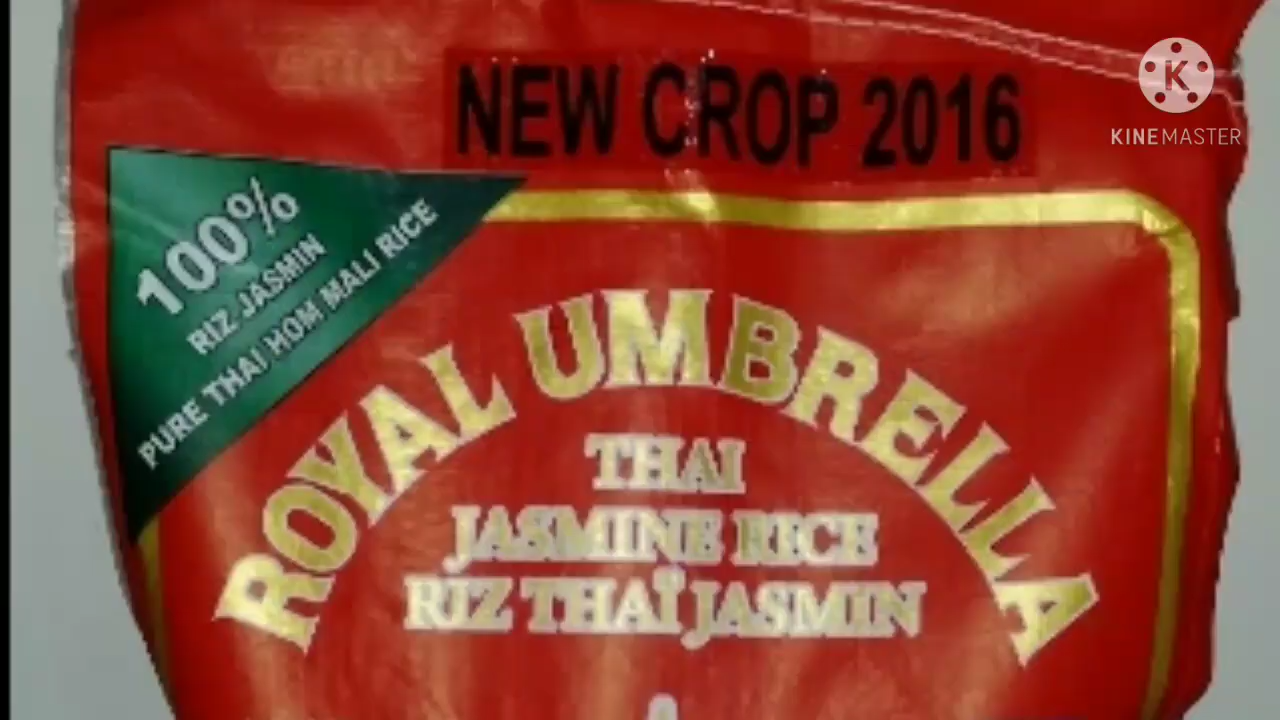 NEW CROP 2016
KINEMASTER
100%
RIZ JASMIN
PURE THAI HOM MALI RICE
ROYAL UMBRELLA
THAI
JASMINE RICE
RIZ THAÏ JASMIN